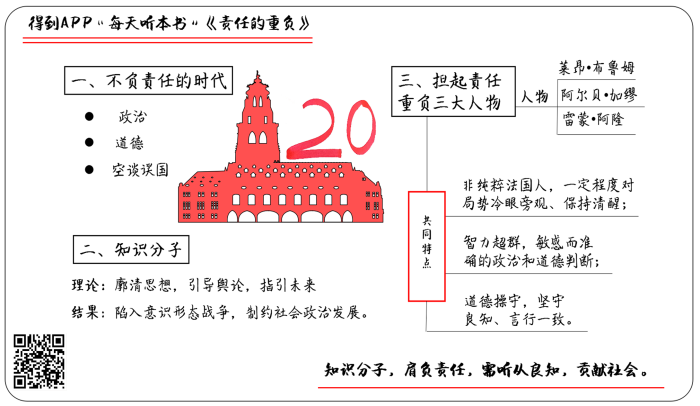 得到APP“每天听本书“《责任的重负》
一、不负责任的时代
政治
道德
空谈误国
20
二、知识分子
理论：廓清思想，引导舆论，指引未来
结果：陷入意识形态战争，制约社会政治发展。
三、担起责任
重负三大人物
人物
莱昂•布鲁姆
阿尔贝•加缪
雷蒙•阿隆
共同特点
非纯粹法国人，一定程度对
局势冷眼旁观、保持清醒；
智力超群，敏感而准
确的政治和道德判断；
道德操守，坚守
良知、言行一致。
知识分子，肩负责任，需听从良知，贡献社会。